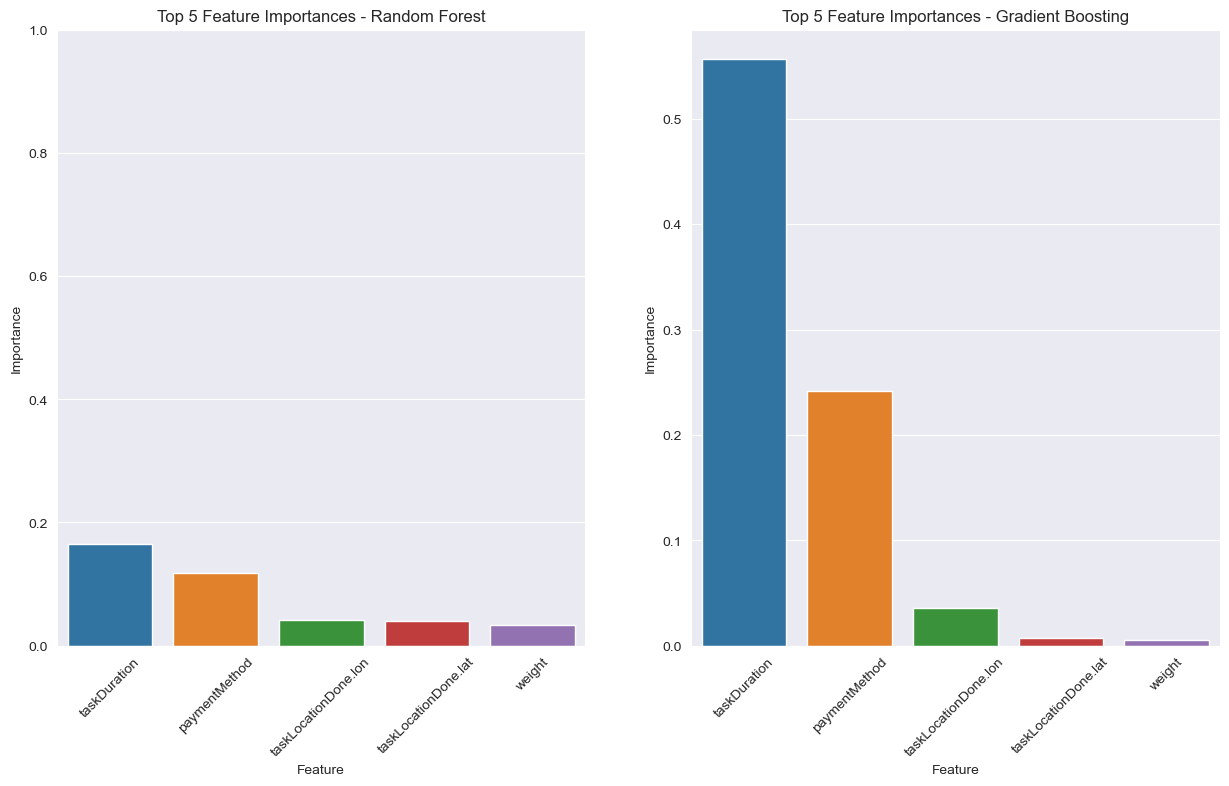 Top 5 Feature Importances - Random Forest
1.0
0.8
0.6
0.4
0.2
0.0
Importance
taskDuration
paymentMethod
taskLocationDone.lon
taskLocationDone.lat
weight
Feature
Top 5 Feature Importances - Gradient Boosting
0.5
0.4
0.3
0.2
0.1
0.0
Importance
taskDuration
paymentMethod
taskLocationDone.lon
taskLocationDone.lat
weight
Feature